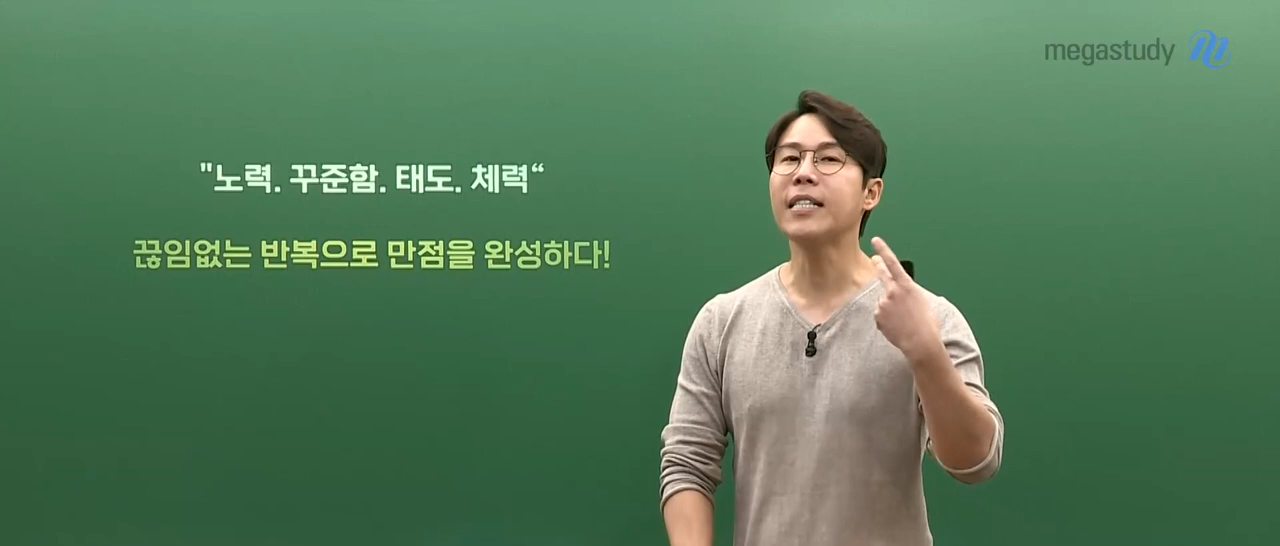 megastudy
"노력. 꾸준함. 태도. 체력“
끊임없는 반복으로 만점을 완성하다!